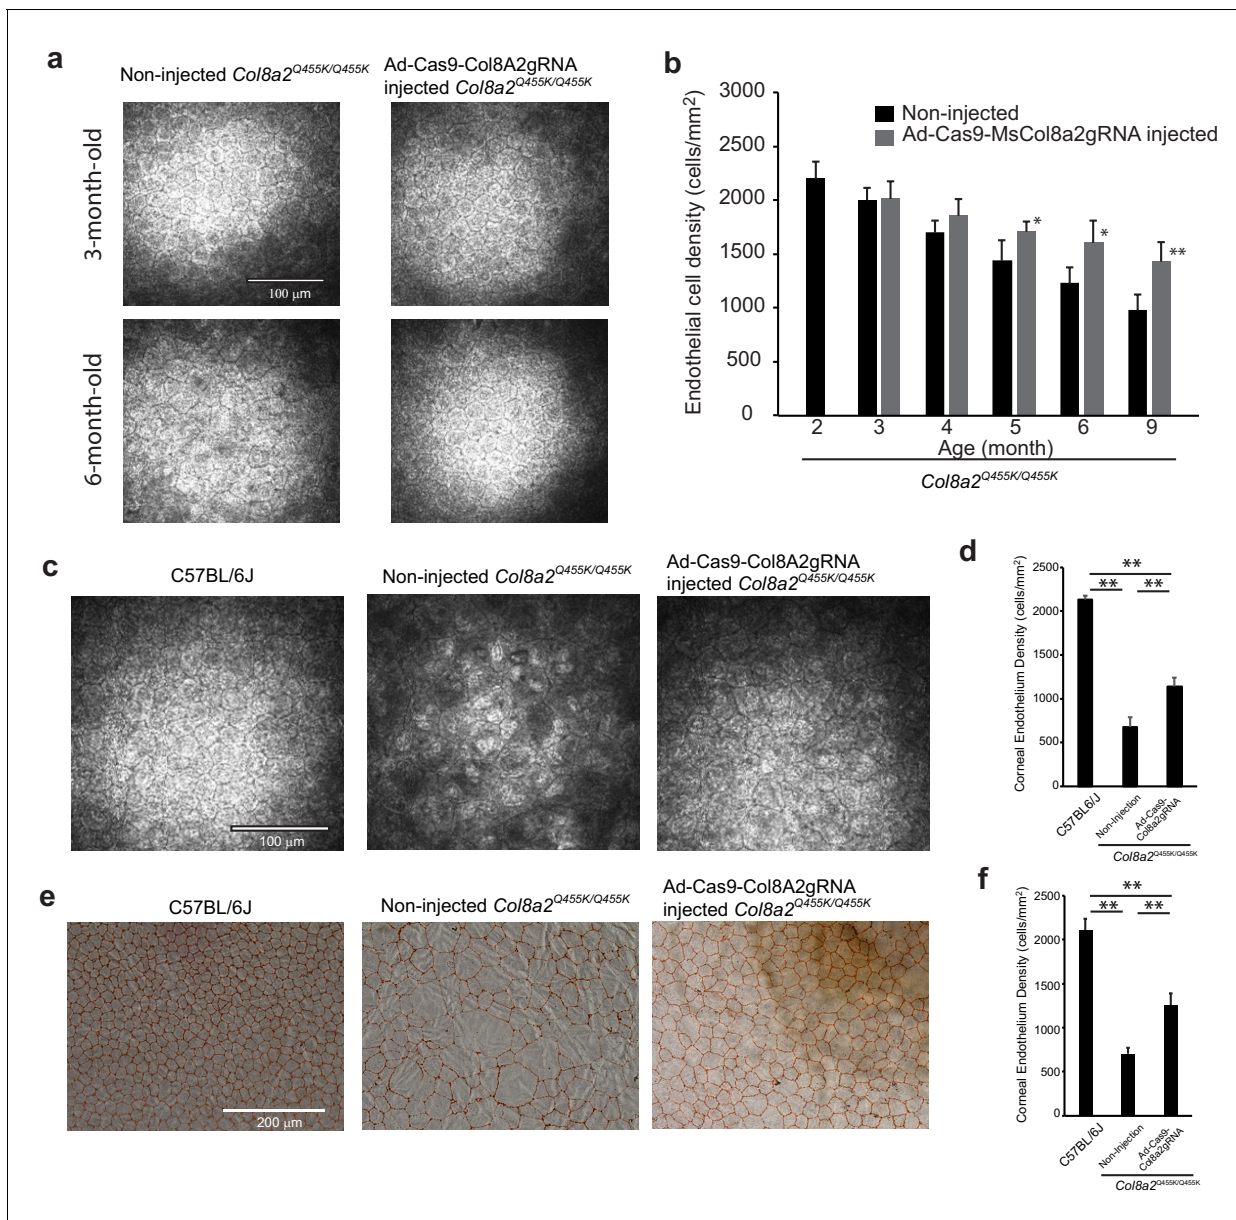 a
Non-injected Col8a2Q455K/Q455K
Ad-Cas9-Col8A2gRNA
injected Col8a2Q455K/Q455K
3-month-old
100 µm
6-month-old
b
3000
2500
2000
1500
1000
500
0
Endothelial cell density (cells/mm2)
Non-injected
Ad-Cas9-MsCol8a2gRNA injected
*
*
**
2 3 4 5 6 9
Age (month)
Col8a2Q455K/Q455K
c
C57BL/6J
Non-injected Col8a2Q455K/Q455K
Ad-Cas9-Col8A2gRNA
injected Col8a2Q455K/Q455K
100 µm
d
Corneal Endothelium Density (cells/mm2)
2500
2000
1500
1000
500
0
**
** **
C57BL6/J
Non-Injection
Ad-Cas9-
Col8a2gRNA
Col8a2Q455K/Q455K
e
C57BL/6J
Non-injected Col8a2Q455K/Q455K
Ad-Cas9-Col8A2gRNA
injected Col8a2Q455K/Q455K
200 µm
f
Corneal Endothelium Density (cells/mm2)
2500
2000
1500
1000
500
0
**
** **
C57BL/6J
Non-Injection
Ad-Cas9-
Col8a2gRNA
Col8a2Q455K/Q455K